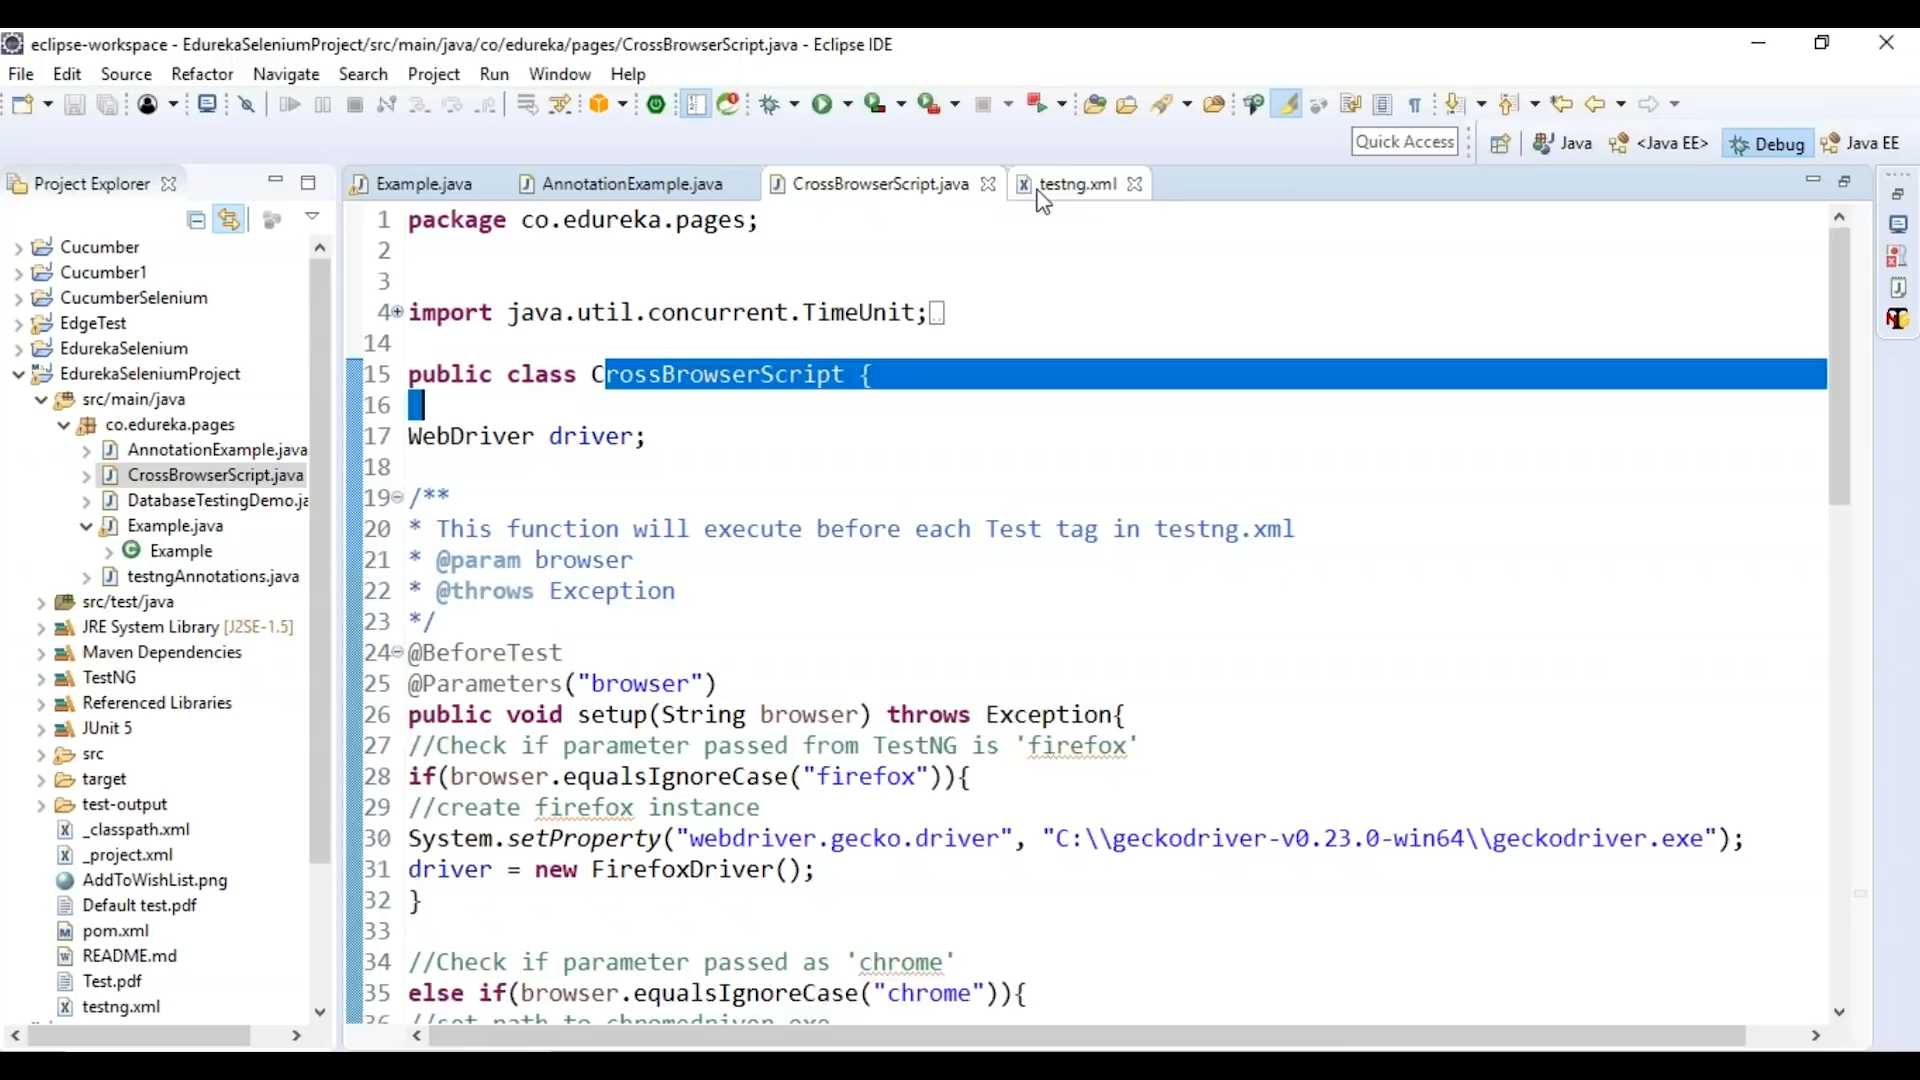 eclipse-workspace - EdurekaSeleniumProject/src/main/java/co/edureka/pages/CrossBrowserScript.java - Eclipse IDE
File Edit Source Refactor Navigate Search Project Run Window Help
Quick Access Java <Java EE> Debug Java EE
Project Explorer
Example.java AnnotationExample.java CrossBrowserScript.java testng.xml
Cucumber
Cucumber1
CucumberSelenium
EdgeTest
EdurekaSelenium
EdurekaSeleniumProject
src/main/java
co.edureka.pages
AnnotationExample.java
CrossBrowserScript.java
DatabaseTestingDemo.ja
Example.java
Example
testngAnnotations.java
src/test/java
JRE System Library [J2SE-1.5]
Maven Dependencies
TestNG
Referenced Libraries
JUnit 5
src
target
test-output
_classpath.xml
_project.xml
AddToWishList.png
Default test.pdf
pom.xml
README.md
Test.pdf
testng.xml
1 package co.edureka.pages;
2
3
4 import java.util.concurrent.TimeUnit;
14
15 public class CrossBrowserScript {
16
17 WebDriver driver;
18
19 /**
20 * This function will execute before each Test tag in testng.xml
21 * @param browser
22 * @throws Exception
23 */
24 @BeforeTest
25 @Parameters("browser")
26 public void setup(String browser) throws Exception{
27 //Check if parameter passed from TestNG is 'firefox'
28 if(browser.equalsIgnoreCase("firefox")){
29 //create firefox instance
30 System.setProperty("webdriver.gecko.driver", "C:\\geckodriver-v0.23.0-win64\\geckodriver.exe");
31 driver = new FirefoxDriver();
32 }
33
34 //Check if parameter passed as 'chrome'
35 else if(browser.equalsIgnoreCase("chrome")){
36 //set path to chromedriver.exe